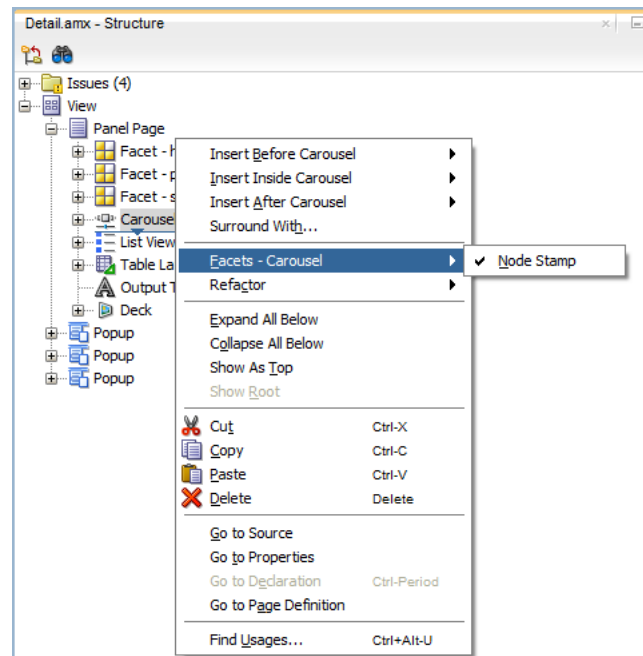 Detail.amx - Structure
Issues (4)
View
Panel Page
Facet - h
Facet - p
Facet - s
Carousel
List View
Table La
Output T
Deck
Popup
Popup
Popup
Insert Before Carousel
Insert Inside Carousel
Insert After Carousel
Surround With...
Facets - Carousel
Node Stamp
Refactor
Expand All Below
Collapse All Below
Show As Top
Show Root
Cut Ctrl-X
Copy Ctrl-C
Paste Ctrl-V
Delete Delete
Go to Source
Go to Properties
Go to Declaration Ctrl-Period
Go to Page Definition
Find Usages... Ctrl+Alt-U